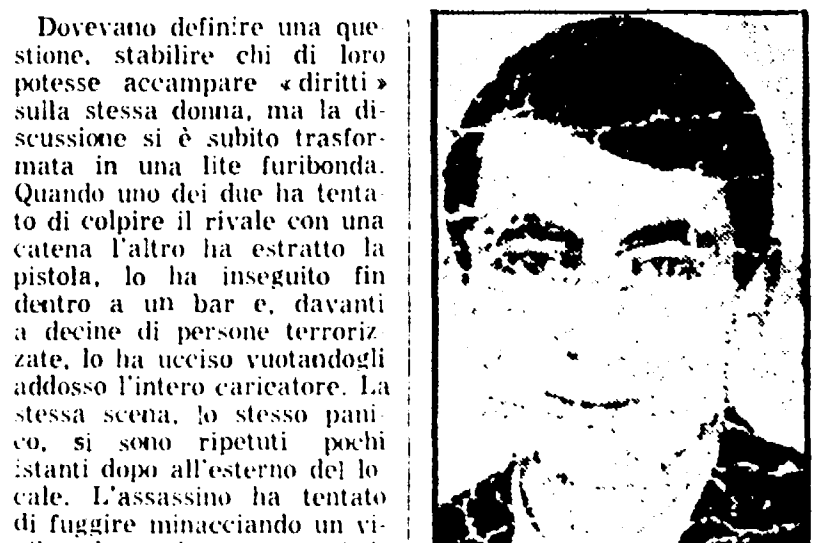 Dovevano definire una que
stione, stabilire chi di loro
potesse accampare « diritti »
sulla stessa donna, ma la di-
scussione si è subito trasfor-
mata in una lite furibonda.
Quando uno dei due ha tenta-
to di colpire il rivale con una
catena l'altro ha estratto la
pistola, lo ha inseguito fin
dentro a un bar e, davanti
a decine di persone terroriz-
zate, lo ha ucciso vuotandogli
addosso l'intero caricatore. La
stessa scena, lo stesso pani-
co, si sono ripetuti pochi
istanti dopo all'esterno del lo
cale. L'assassino ha tentato
di fuggire minacciando un vi-